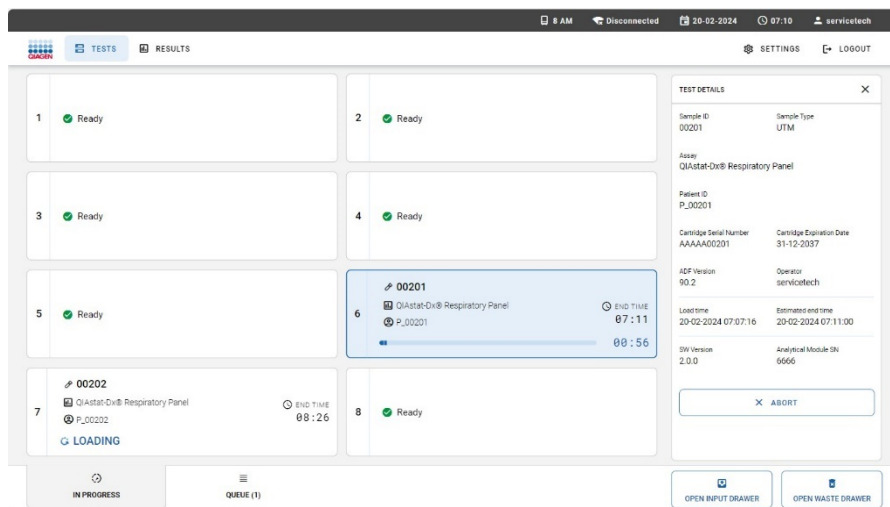 8 AM Disconnected 20-02-2024 07:10 servicetech
QIAGEN TESTS RESULTS SETTINGS LOGOUT
1 Ready
2 Ready
3 Ready
4 Ready
5 Ready
6
00201
QIAstat-Dx® Respiratory Panel
P_00201
END TIME
07:11
00:56
7
00202
QIAstat-Dx® Respiratory Panel
P_00202
END TIME
08:26
LOADING
8 Ready
TEST DETAILS
Sample ID Sample Type
00201 UTM
Assay
QIAstat-Dx® Respiratory Panel
Patient ID
P_00201
Cartridge Serial Number Cartridge Expiration Date
AAAAA00201 31-12-2037
ADF Version Operator
90.2 servicetech
Load time Estimated end time
20-02-2024 07:07:16 20-02-2024 07:11:00
SW Version Analytical Module SN
2.0.0 6666
ABORT
IN PROGRESS
QUEUE (1)
OPEN INPUT DRAWER
OPEN WASTE DRAWER